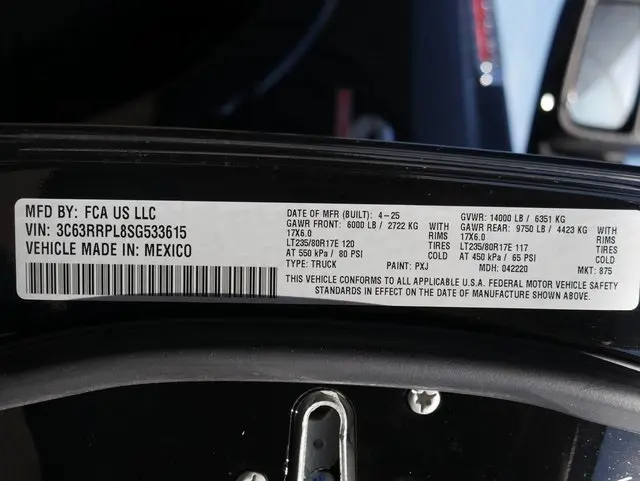 MFD BY: FCA US LLC
VIN: 3C63RRPL8SG533615
VEHICLE MADE IN: MEXICO
DATE OF MFR (BUILT): 4-25
GAWR FRONT: 6000 LB / 2722 KG
17X6.0 WITH RIMS
LT235/80R17E 120 TIRES
AT 550 kPa / 80 PSI COLD
TYPE: TRUCK PAINT: PXJ
GVWR: 14000 LB / 6351 KG
GAWR REAR: 9750 LB / 4423 KG
17X6.0 WITH RIMS
LT235/80R17E 117 TIRES
AT 450 kPa / 65 PSI COLD
MDH: 042220 MKT: 875
THIS VEHICLE CONFORMS TO ALL APPLICABLE U.S.A. FEDERAL MOTOR VEHICLE SAFETY
STANDARDS IN EFFECT ON THE DATE OF MANUFACTURE SHOWN ABOVE.